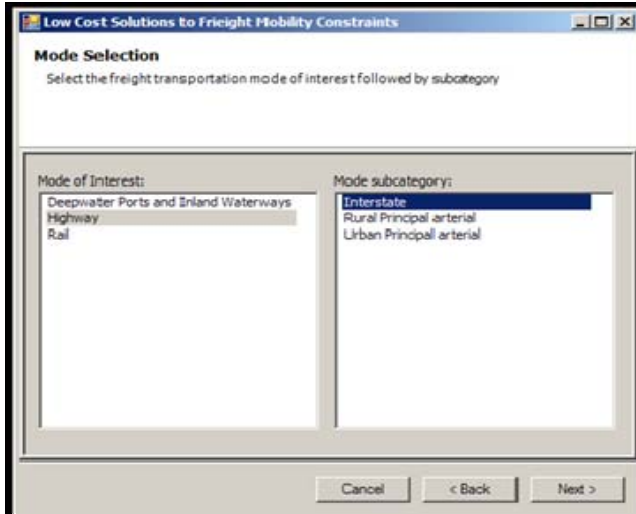 Low Cost Solutions to Frieight Mobility Constraints
Mode Selection
Select the freight transportation mode of interest followed by subcategory
Mode of Interest:
Deepwater Ports and Inland Waterways
Highway
Rail
Mode subcategory:
Interstate
Rural Principal arterial
Urban Principall arterial
Cancel
< Back
Next >